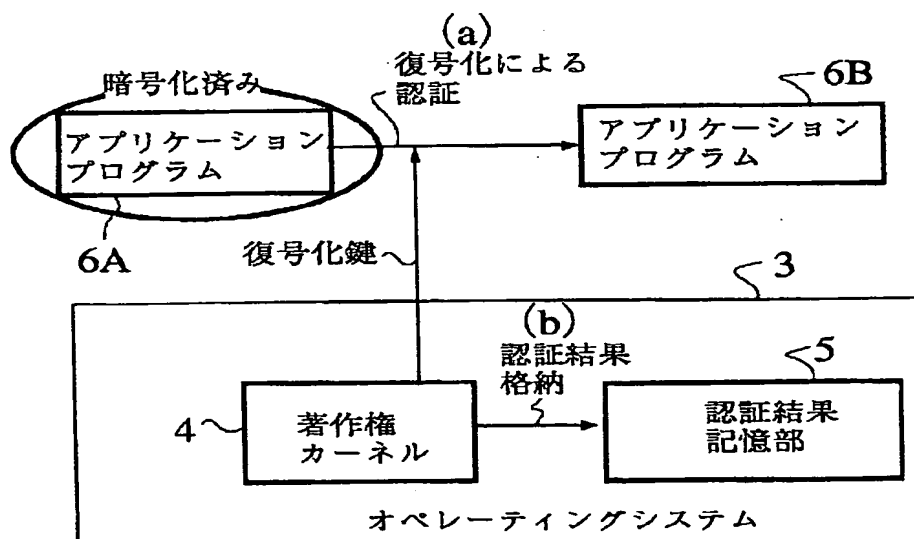 (a)
復号化による
認証
暗号化済み
アプリケーション
プログラム
6A
6B
アプリケーション
プログラム
復号化鍵
3
(b)
認証結果
格納
4
著作権
カーネル
5
認証結果
記憶部
オペレーティングシステム